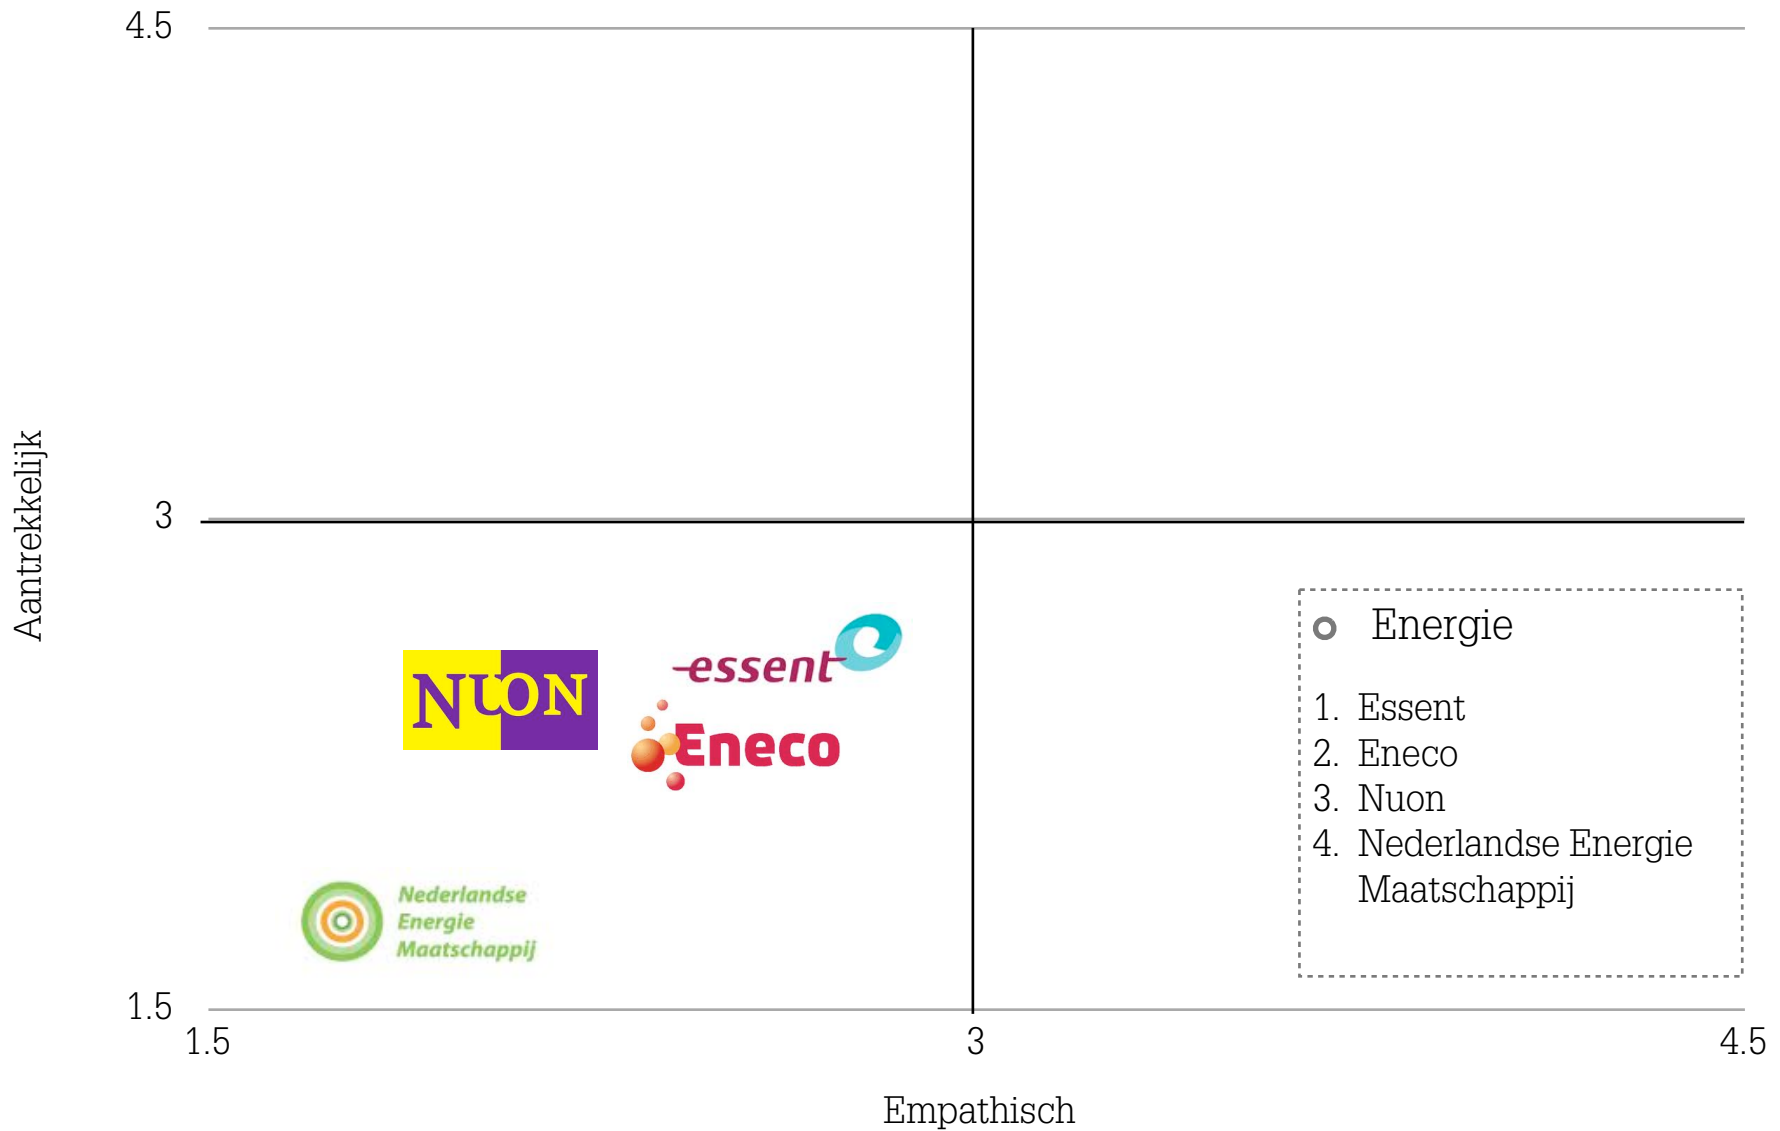 4.5
Aantrekkelijk
3
essent
NUON
Eneco
Energie
1. Essent
2. Eneco
3. Nuon
4. Nederlandse Energie
Maatschappij
Nederlandse
Energie
Maatschappij
1.5
1.5
3
4.5
Empathisch